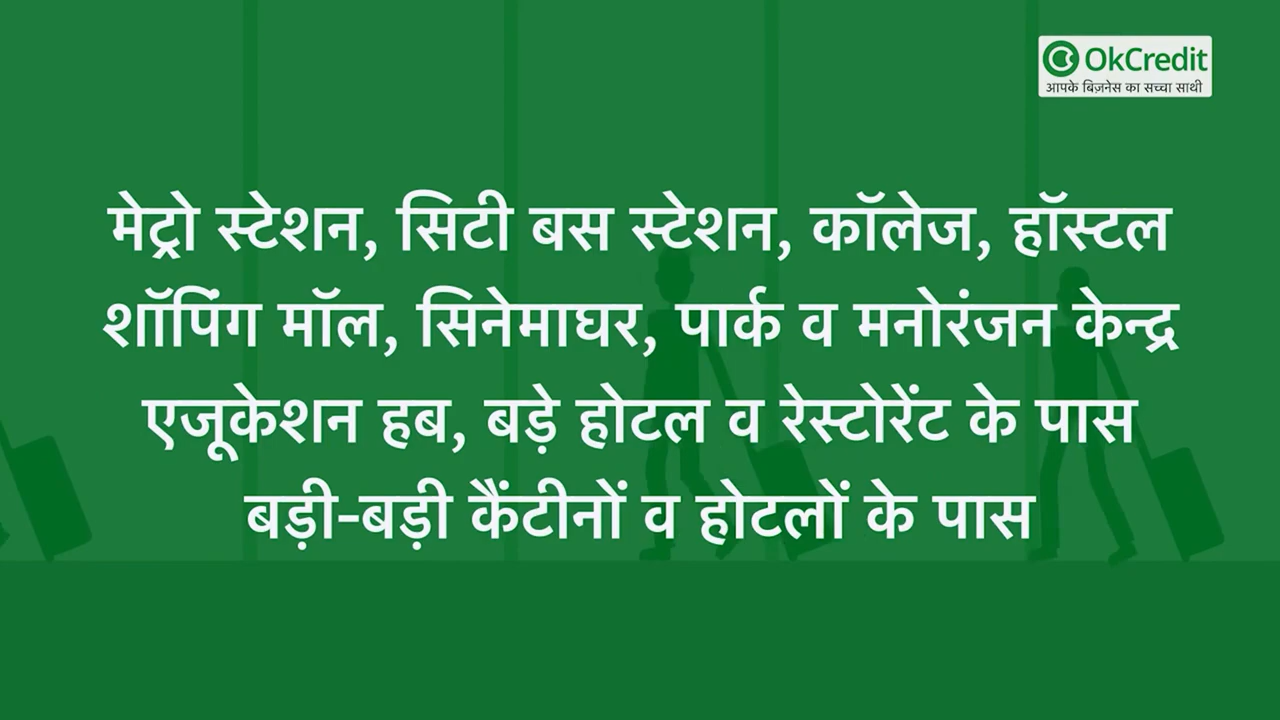 OkCredit
आपके बिज़नेस का सच्चा साथी
मेट्रो स्टेशन, सिटी बस स्टेशन, कॉलेज, हॉस्टल
शॉपिंग मॉल, सिनेमाघर, पार्क व मनोरंजन केन्द्र
एजूकेशन हब, बड़े होटल व रेस्टोरेंट के पास
बड़ी-बड़ी कैंटीनों व होटलों के पास